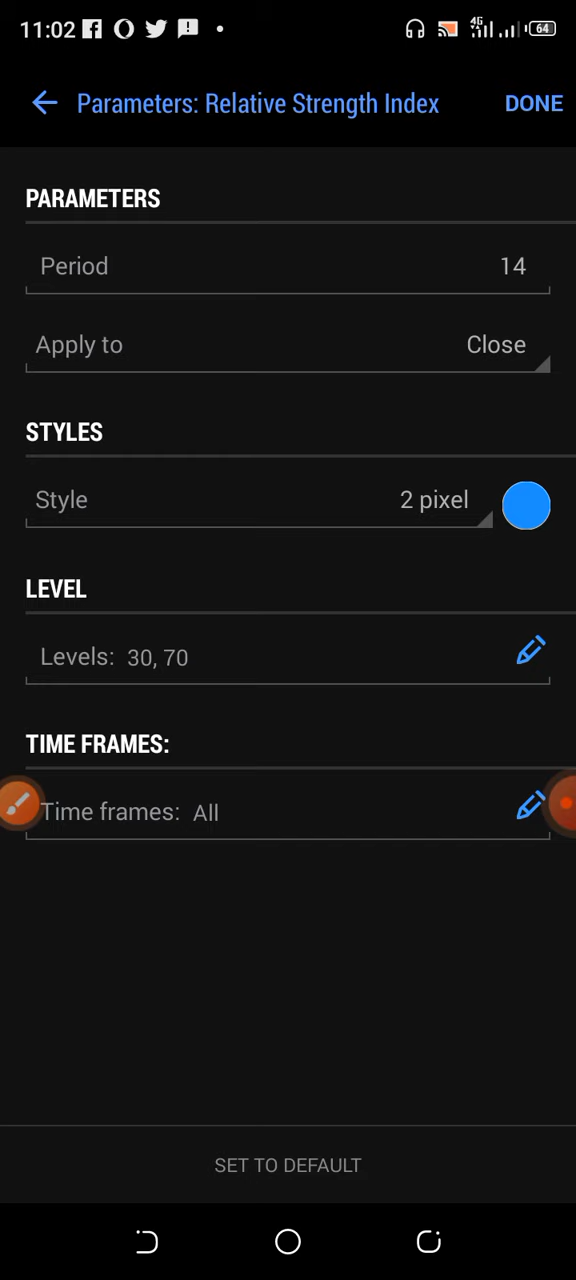 11:02
4G
64
Parameters: Relative Strength Index
DONE
PARAMETERS
Period 14
Apply to Close
STYLES
Style 2 pixel
LEVEL
Levels: 30, 70
TIME FRAMES:
Time frames: All
SET TO DEFAULT